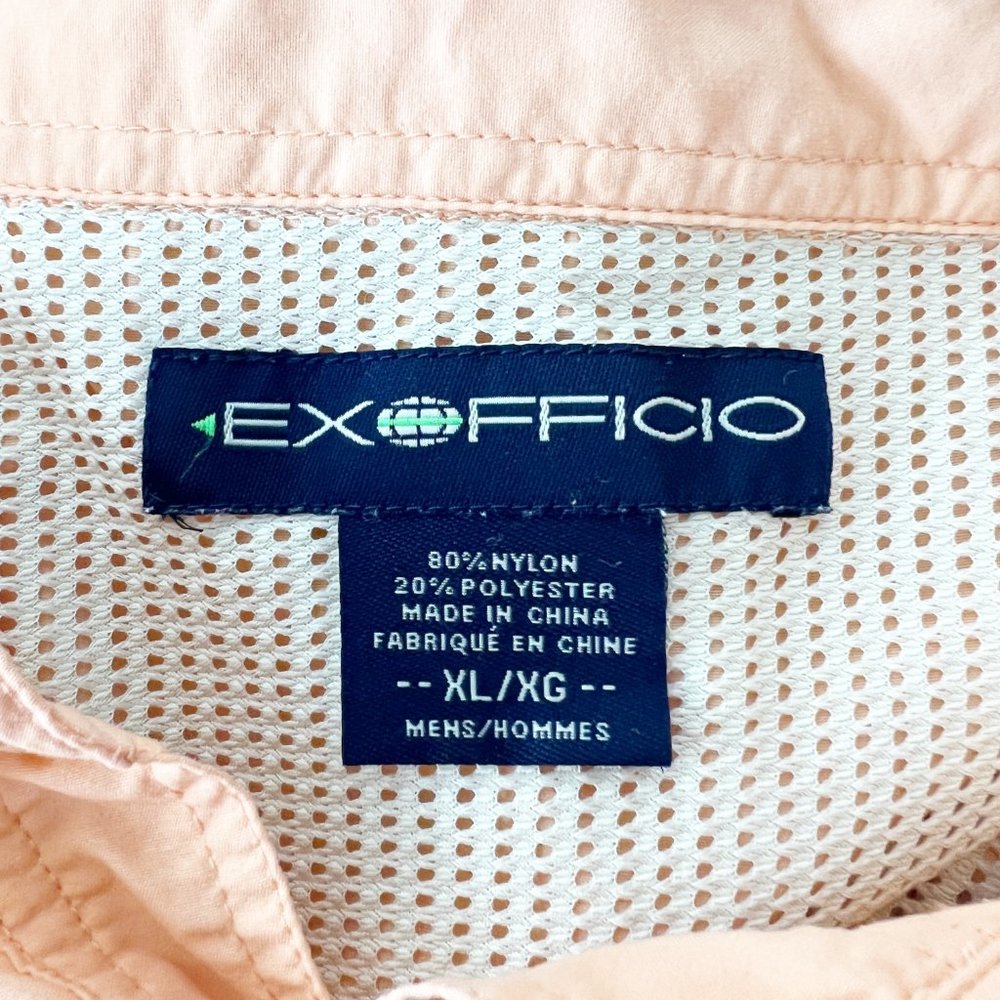 EXOFFICIO
80% NYLON
20% POLYESTER
MADE IN CHINA
FABRIQUÉ EN CHINE
-- XL/XG --
MENS/HOMMES